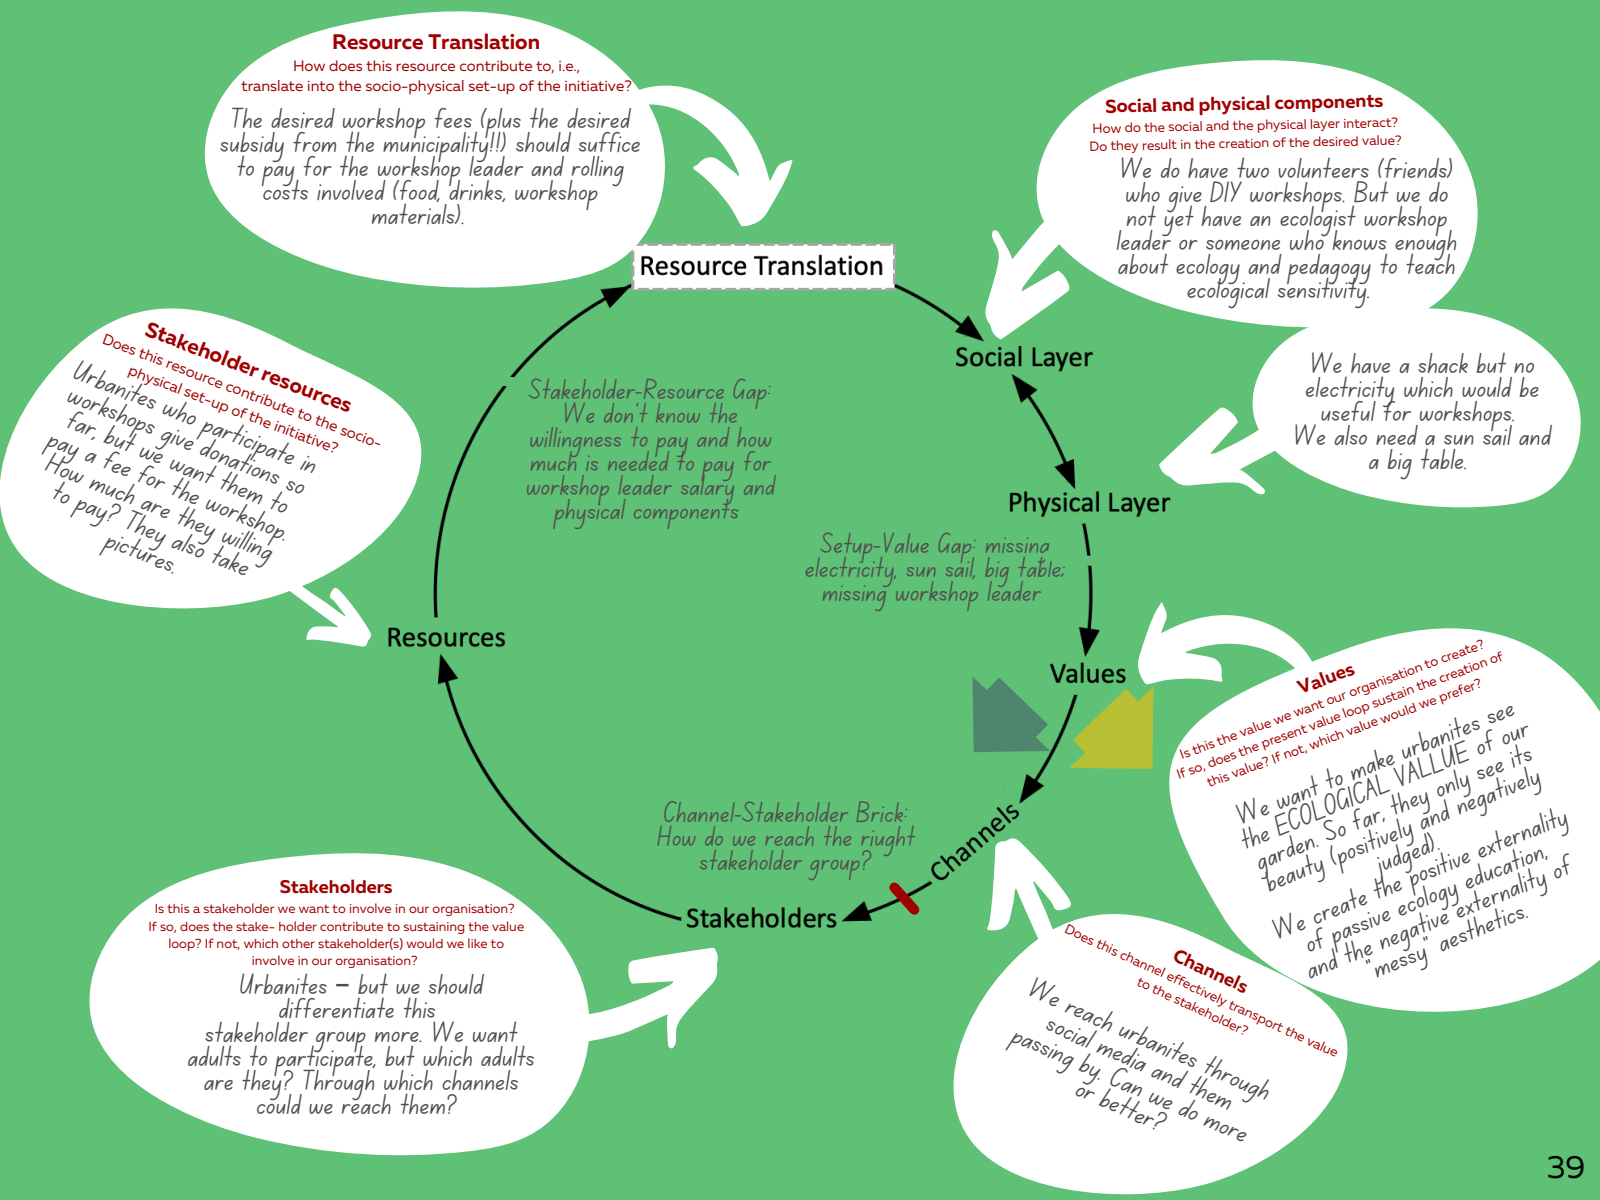 Resource Translation
How does this resource contribute to, i.e.,
translate into the socio-physical set-up of the initiative?
The desired workshop fees (plus the desired
subsidy from the municipality!!) should suffice
to pay for the workshop leader and rolling
costs involved (food, drinks, workshop
materials).
Social and physical components
How do the social and the physical layer interact?
Do they result in the creation of the desired value?
We do have two volunteers (friends)
who give DIY workshops. But we do
not yet have an ecologist workshop
leader or someone who knows enough
about ecology and pedagogy to teach
ecological sensitivity.
We have a shack but no
electricity which would be
useful for workshops.
We also need a sun sail and
a big table.
Resource Translation
Social Layer
Physical Layer
Values
Channels
Stakeholders
Resources
Stakeholder resources
Does this resource contribute to the socio-
physical set-up of the initiative?
Urbanites who participate in
workshops give donations so
far, but we want them to
pay a fee for the workshop.
How much are they willing
to pay? They also take
pictures.
Stakeholder-Resource Gap:
We don't know the
willingness to pay and how
much is needed to pay for
workshop leader salary and
physical components
Setup-Value Gap: missing
electricity, sun sail, big table;
missing workshop leader
Channel-Stakeholder Brick:
How do we reach the riught
stakeholder group?
Values
Is this the value we want our organisation to create?
If so, does the present value loop sustain the creation of
this value? If not, which value would we prefer?
We want to make urbanites see
the ECOLOGICAL VALLUE of our
garden. So far, they only see its
beauty (positively and negatively
judged).
We create the positive externality
of passive ecology education,
and the negative externality of
"messy" aesthetics.
Stakeholders
Is this a stakeholder we want to involve in our organisation?
If so, does the stake- holder contribute to sustaining the value
loop? If not, which other stakeholder(s) would we like to
involve in our organisation?
Urbanites – but we should
differentiate this
stakeholder group more. We want
adults to participate, but which adults
are they? Through which channels
could we reach them?
Channels
Does this channel effectively transport the value
to the stakeholder?
We reach urbanites through
social media and them
passing by. Can we do more
or better?
39